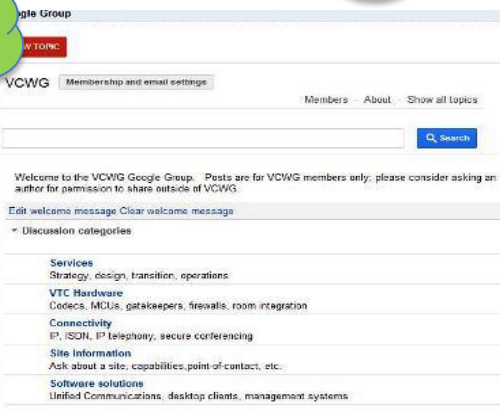 ogle Group
W TOPIC
VCWG Membership and email settings
Members About Show all topics
Search
Welcome to the VCWG Google Group. Posts are for VCWG members only; please consider asking an
author for permission to share outside of VCWG.
Edit welcome message Clear welcome message
Discussion categories
Services
Strategy, design, transition, operations
VTC Hardware
Codecs, MCUs, gatekeepers, firewalls, room integration
Connectivity
IP, ISDN, IP telephony, secure conferencing
Site Information
Ask about a site, capabilities,point-of-contact, etc.
Software solutions
Unified Communications, desktop clients, management systems